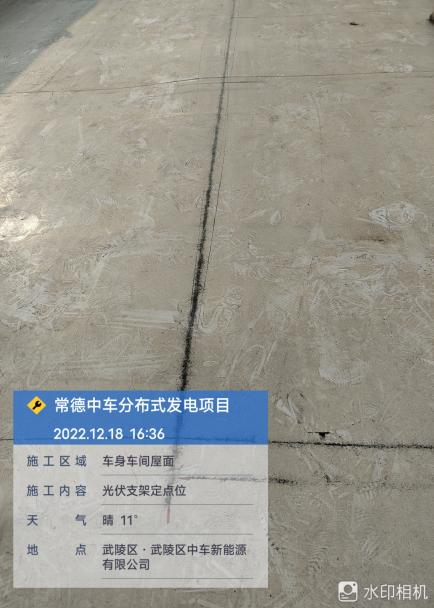 常德中车分布式发电项目
2022.12.18 16:36
施工区域 车身车间屋面
施工内容 光伏支架定点位
天气 晴 11°
地点 武陵区·武陵区中车新能源
有限公司
水印相机